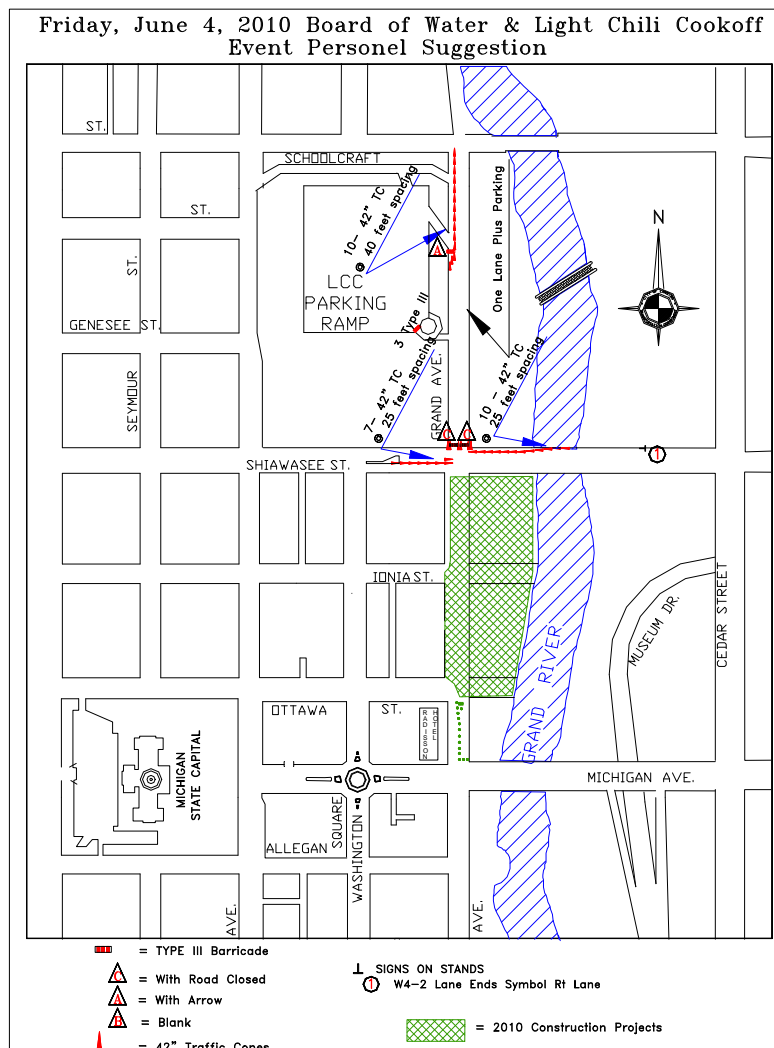 Friday, June 4, 2010 Board of Water & Light Chili Cookoff
Event Personel Suggestion
ST.
SCHOOLCRAFT
ST.
10- 42" TC
40 feet spacing
One Lane Plus Parking
N
A
ST.
LCC
PARKING
RAMP
GENESEE ST.
3 Type III
SEYMOUR
7- 42" TC
25 feet spacing
GRAND AVE.
10 - 42" TC
25 feet spacing
C
C
1
SHIAWASEE ST.
IONIA ST.
MUSEUM DR.
CEDAR STREET
GRAND RIVER
OTTAWA
ST.
RADISSON
HOTEL
MICHIGAN
STATE CAPITAL
MICHIGAN AVE.
SQUARE
WASHINGTON
ALLEGAN
AVE.
AVE.
= TYPE III Barricade
C = With Road Closed
A = With Arrow
B = Blank
= 42" Traffic Cones
SIGNS ON STANDS
1 W4-2 Lane Ends Symbol Rt Lane
= 2010 Construction Projects